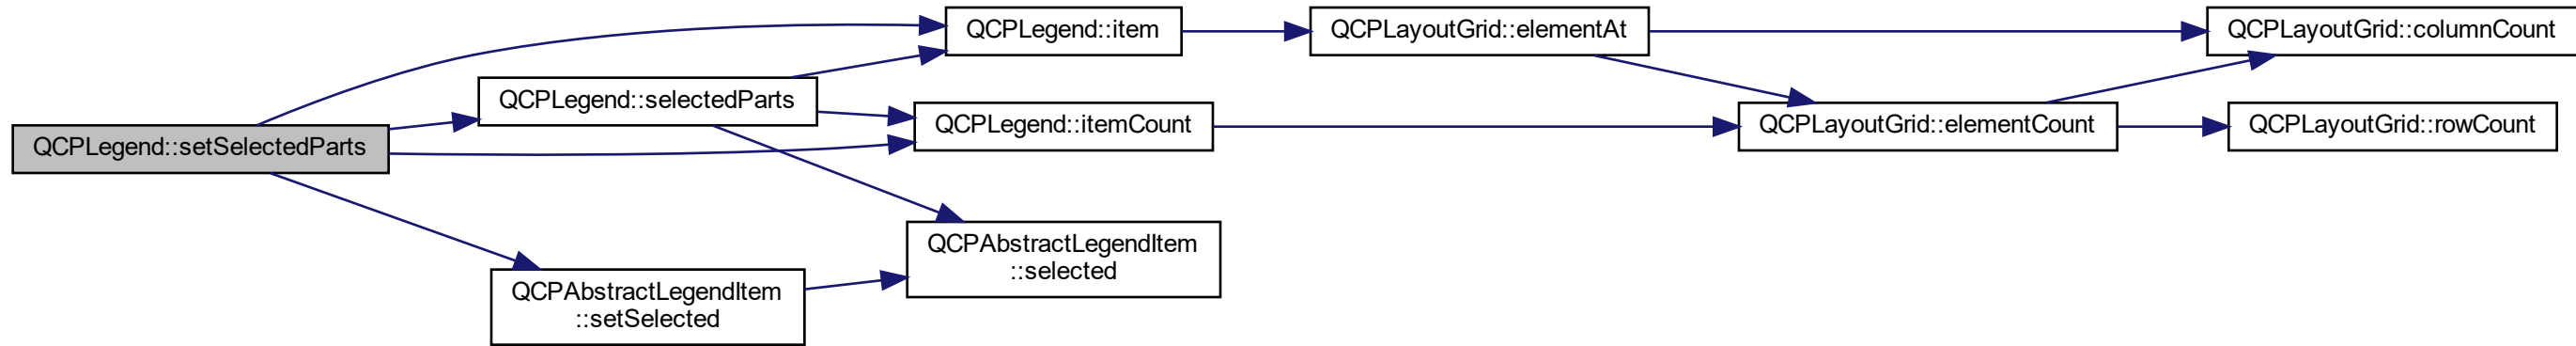 QCPLegend::setSelectedParts
QCPLegend::selectedParts
QCPAbstractLegendItem
::setSelected
QCPLegend::item
QCPLegend::itemCount
QCPAbstractLegendItem
::selected
QCPLayoutGrid::elementAt
QCPLayoutGrid::elementCount
QCPLayoutGrid::columnCount
QCPLayoutGrid::rowCount